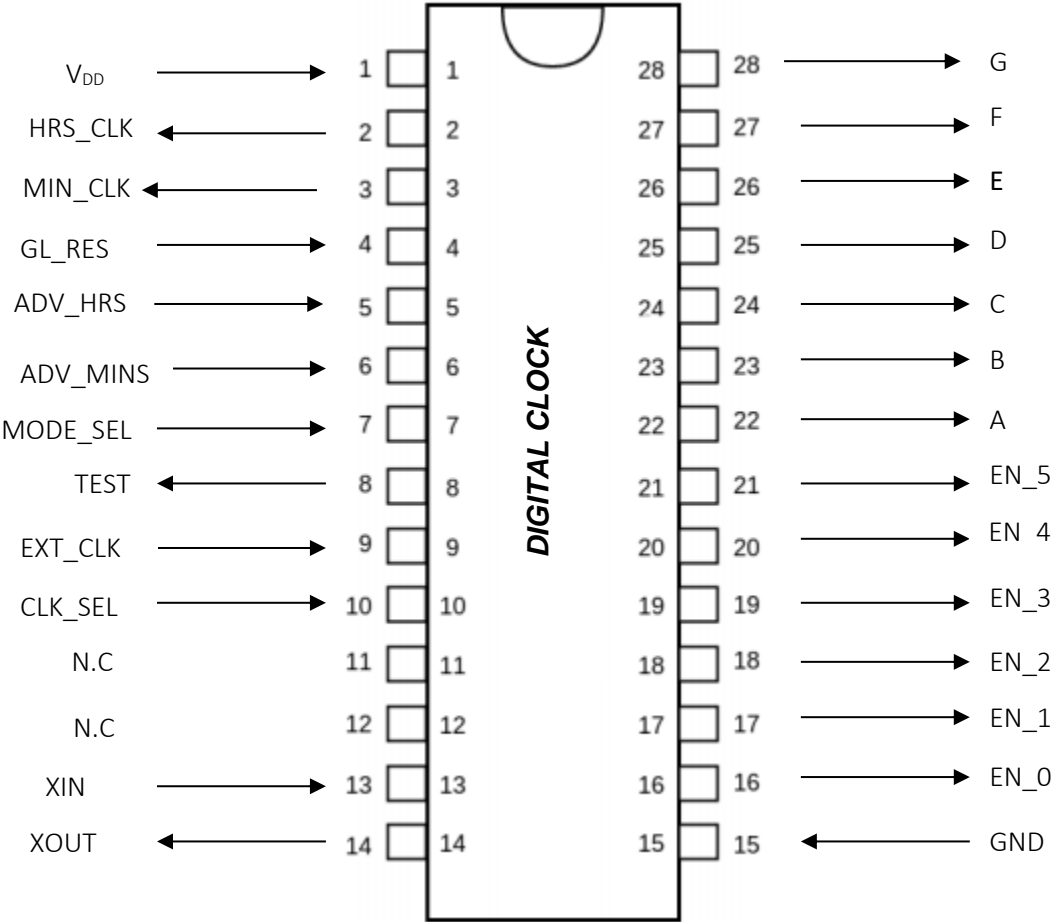 V_DD 1 1 28 28 G
HRS_CLK 2 2 27 27 F
MIN_CLK 3 3 26 26 E
GL_RES 4 4 25 25 D
ADV_HRS 5 5 24 24 C
ADV_MINS 6 6 23 23 B
MODE_SEL 7 7 22 22 A
TEST 8 8 21 21 EN_5
EXT_CLK 9 9 20 20 EN 4
CLK_SEL 10 10 19 19 EN_3
N.C 11 11 18 18 EN_2
N.C 12 12 17 17 EN_1
XIN 13 13 16 16 EN_0
XOUT 14 14 15 15 GND
DIGITAL CLOCK